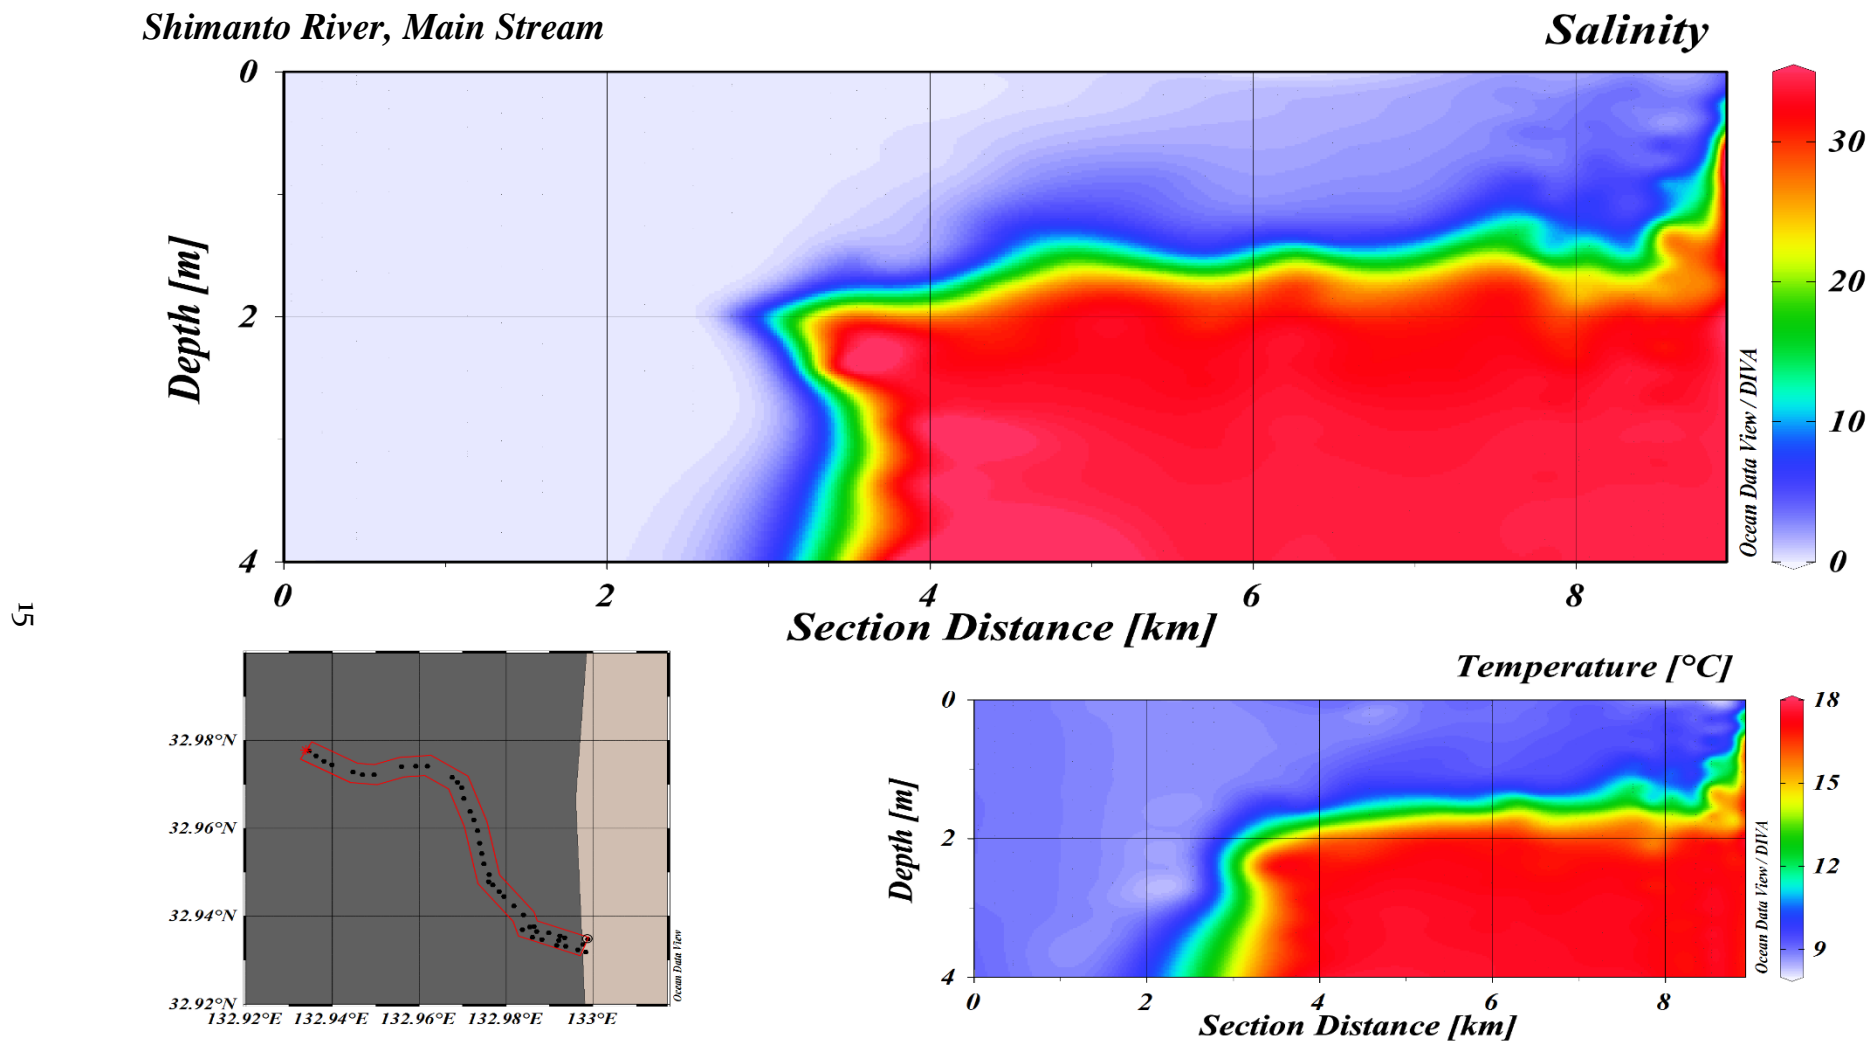 Shimanto River, Main Stream
Salinity
0
2
4
Depth [m]
0
2
4
6
8
Section Distance [km]
30
20
10
0
Ocean Data View / DIVA
15
32.98°N
32.96°N
32.94°N
32.92°N
132.92°E
132.94°E
132.96°E
132.98°E
133°E
Ocean Data View
Temperature [°C]
0
2
4
Depth [m]
0
2
4
6
8
Section Distance [km]
18
15
12
9
Ocean Data View / DIVA